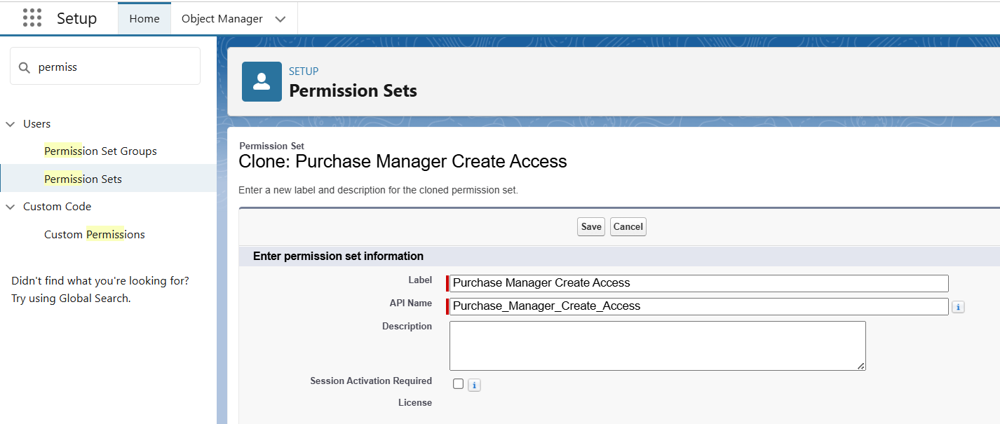 Setup
Home
Object Manager
permiss
Users
Permission Set Groups
Permission Sets
Custom Code
Custom Permissions
Didn't find what you're looking for?
Try using Global Search.
SETUP
Permission Sets
Permission Set
Clone: Purchase Manager Create Access
Enter a new label and description for the cloned permission set.
Save
Cancel
Enter permission set information
Label
Purchase Manager Create Access
API Name
Purchase_Manager_Create_Access
i
Description
Session Activation Required
i
License